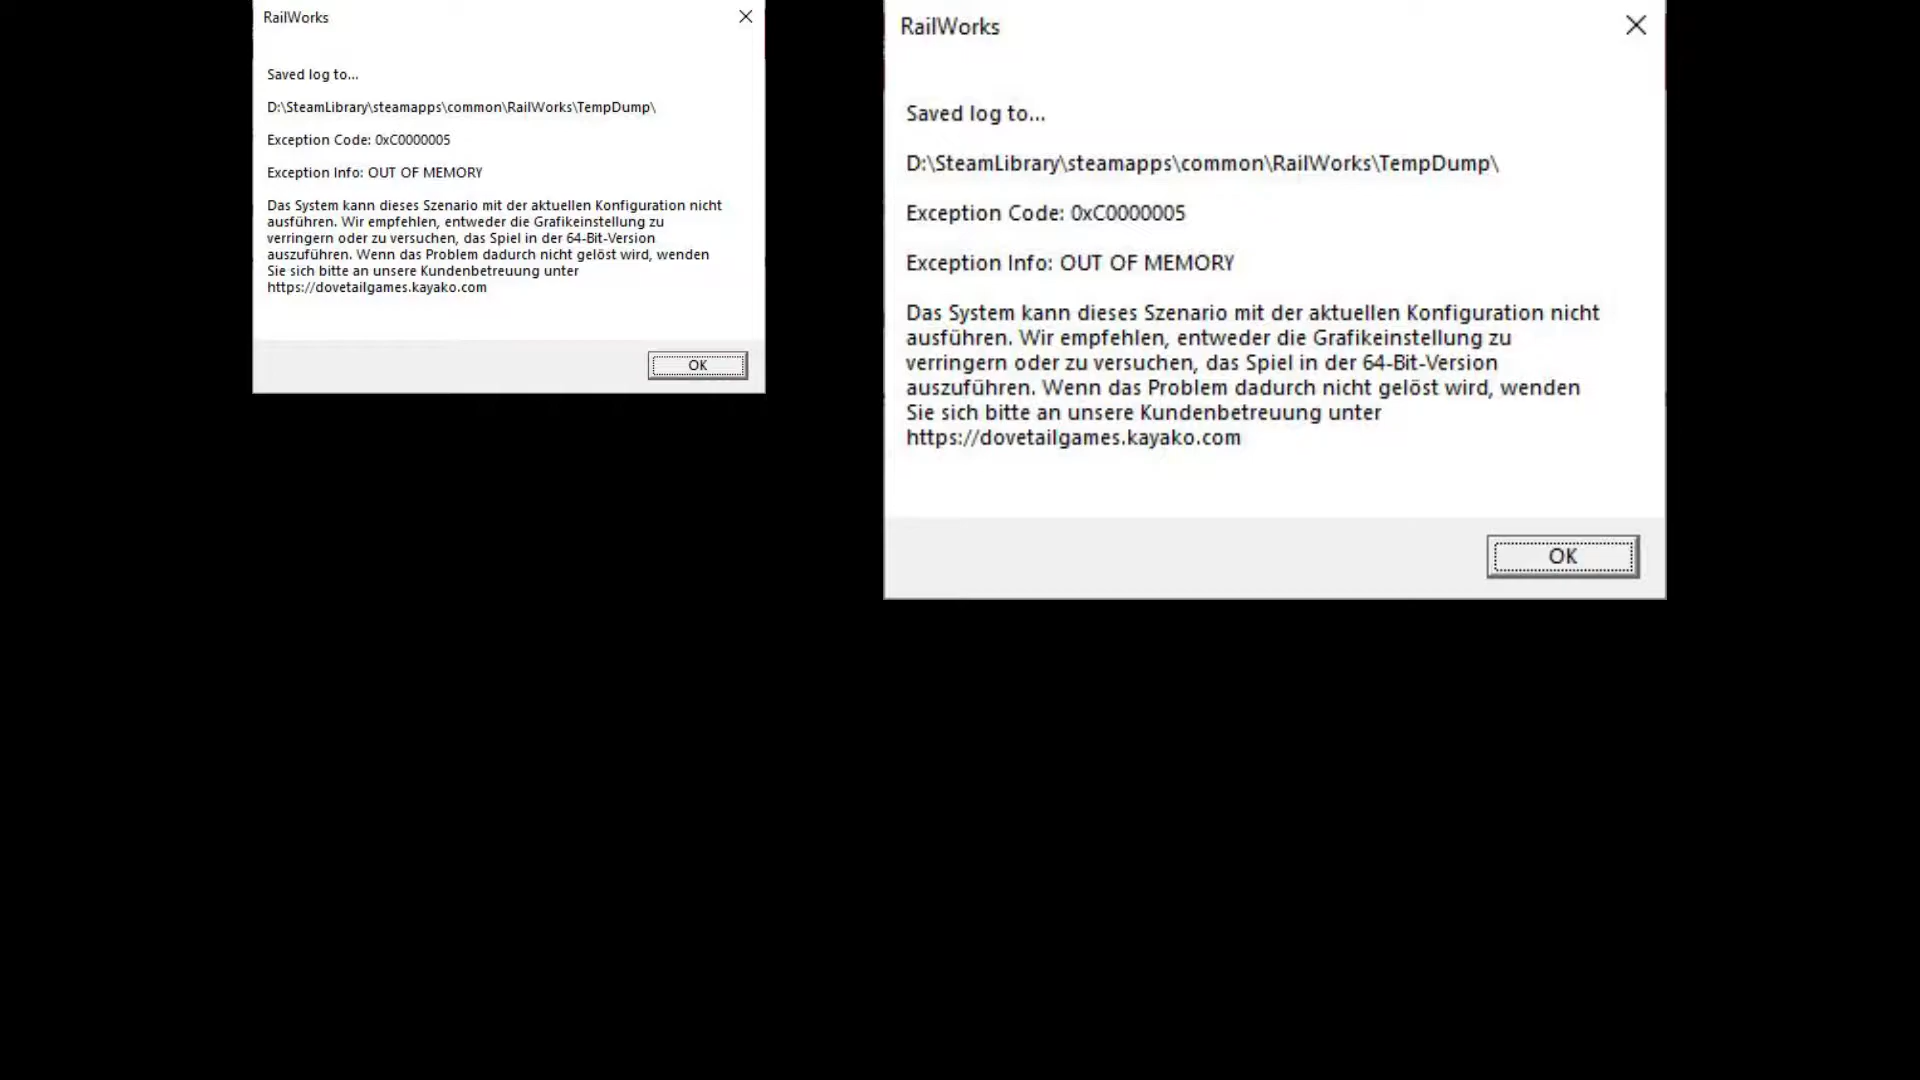 RailWorks
Saved log to...
D:\SteamLibrary\steamapps\common\RailWorks\TempDump\
Exception Code: 0xC0000005
Exception Info: OUT OF MEMORY
Das System kann dieses Szenario mit der aktuellen Konfiguration nicht
ausführen. Wir empfehlen, entweder die Grafikeinstellung zu
verringern oder zu versuchen, das Spiel in der 64-Bit-Version
auszuführen. Wenn das Problem dadurch nicht gelöst wird, wenden
Sie sich bitte an unsere Kundenbetreuung unter
https://dovetailgames.kayako.com
OK
RailWorks
Saved log to...
D:\SteamLibrary\steamapps\common\RailWorks\TempDump\
Exception Code: 0xC0000005
Exception Info: OUT OF MEMORY
Das System kann dieses Szenario mit der aktuellen Konfiguration nicht
ausführen. Wir empfehlen, entweder die Grafikeinstellung zu
verringern oder zu versuchen, das Spiel in der 64-Bit-Version
auszuführen. Wenn das Problem dadurch nicht gelöst wird, wenden
Sie sich bitte an unsere Kundenbetreuung unter
https://dovetailgames.kayako.com
OK